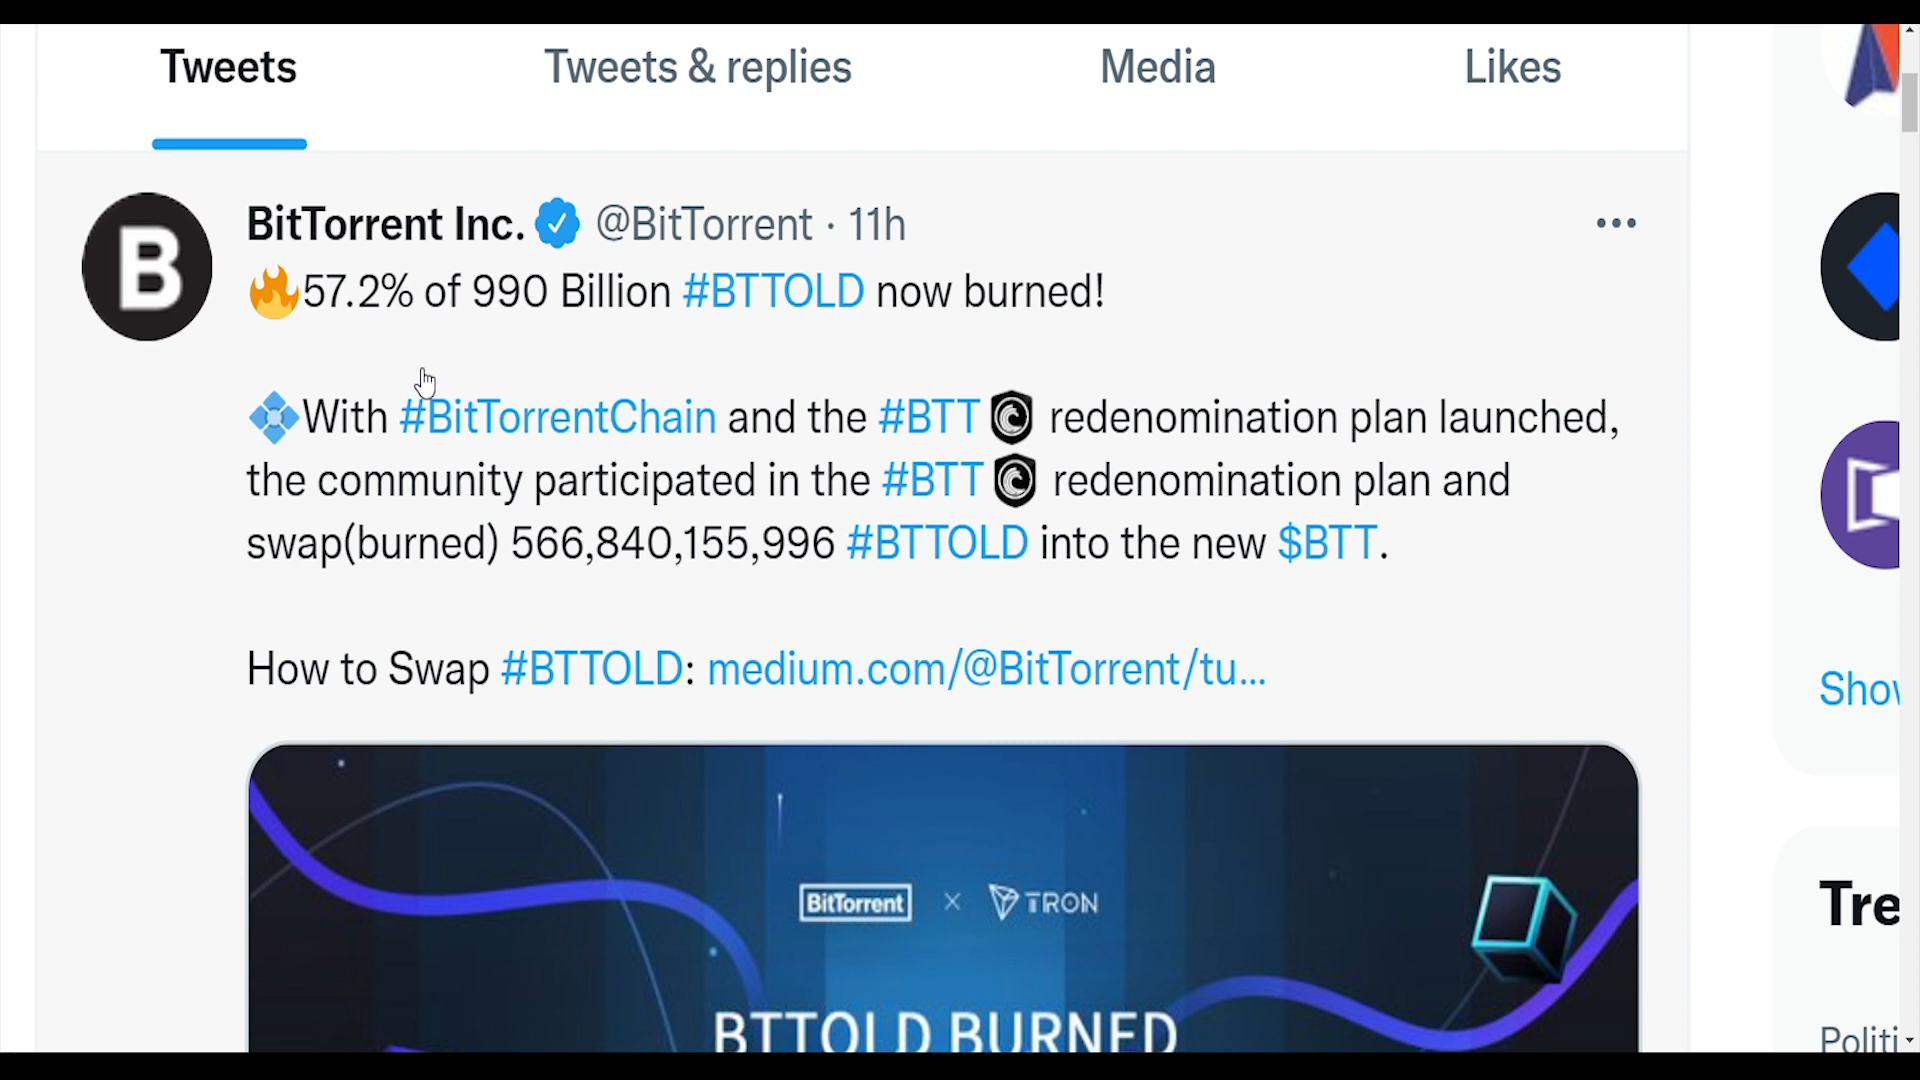 Tweets
Tweets & replies
Media
Likes
B
BitTorrent Inc. @BitTorrent · 11h
🔥57.2% of 990 Billion #BTTOLD now burned!
💠With #BitTorrentChain and the #BTT redenomination plan launched,
the community participated in the #BTT redenomination plan and
swap(burned) 566,840,155,996 #BTTOLD into the new $BTT.
How to Swap #BTTOLD: medium.com/@BitTorrent/tu...
BitTorrent × TRON
BTTOLD BURNED